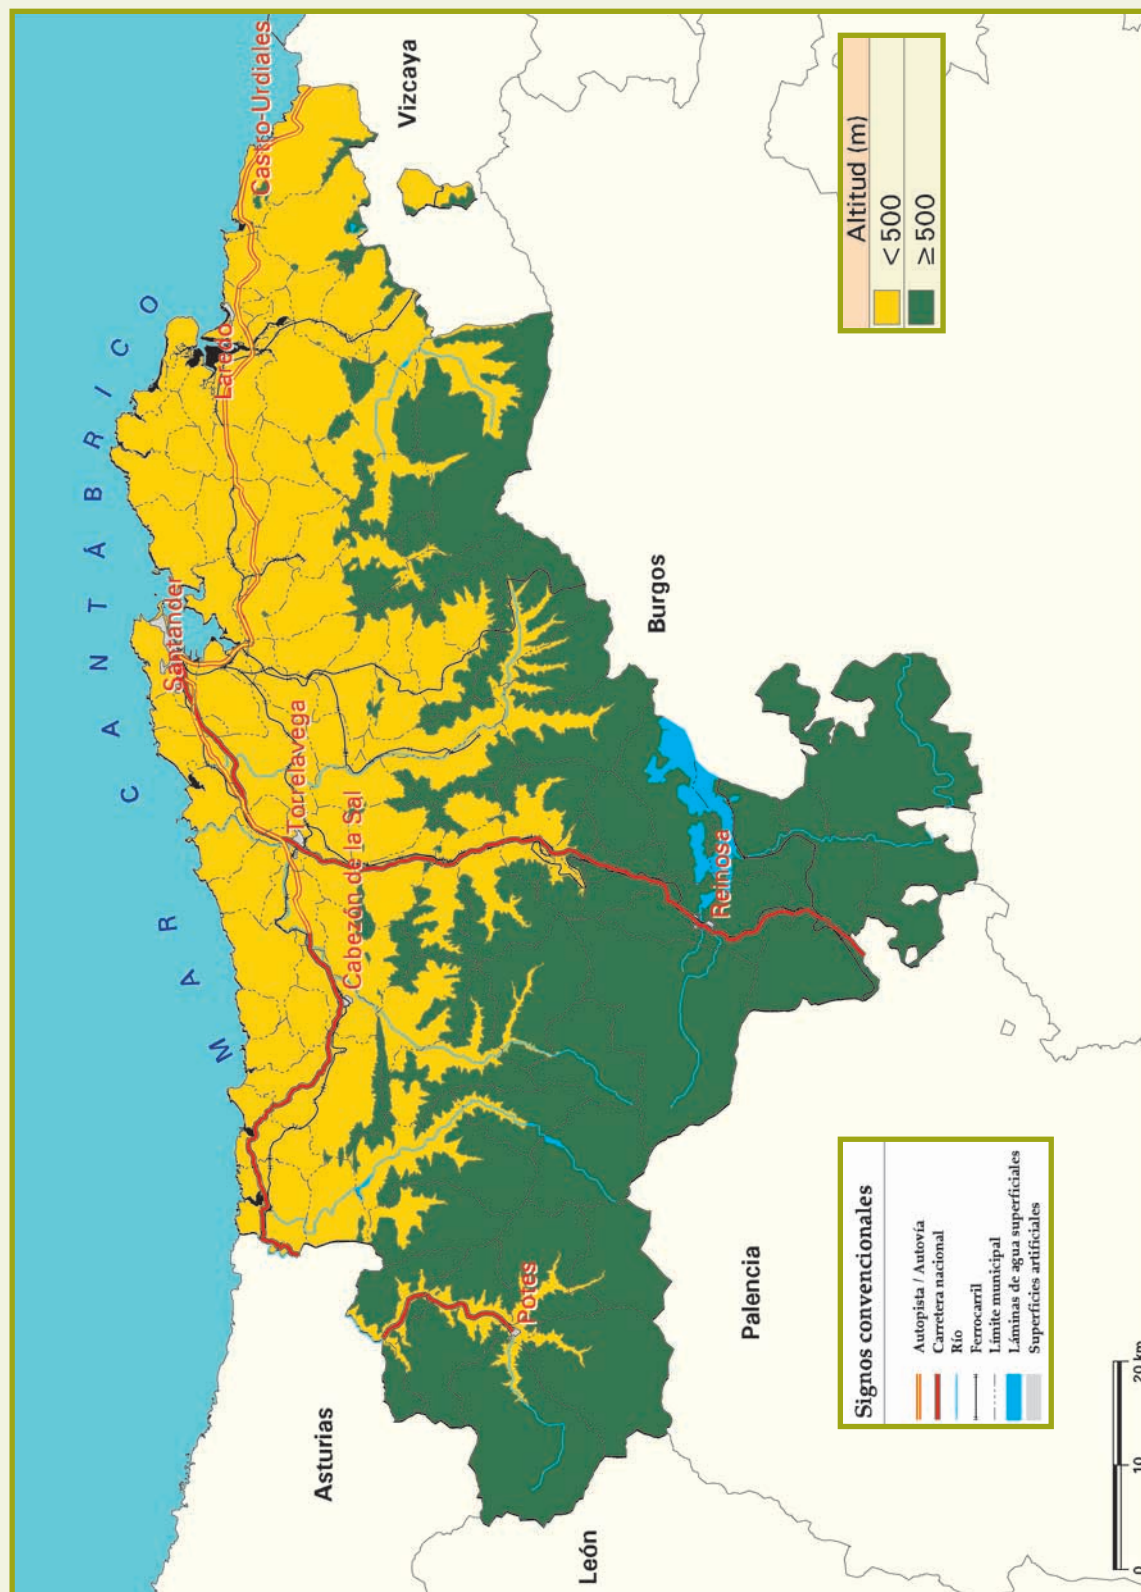 MAR CANTÁBRICO
Castro-Urdiales
Laredo
Santander
Torrelavega
Cabezón de la Sal
Reinosa
Potes
Vizcaya
Burgos
Palencia
Asturias
León
Signos convencionales
Autopista / Autovía
Carretera nacional
Río
Ferrocarril
Límite municipal
Láminas de agua superficiales
Superficies artificiales
Altitud (m)
< 500
≥ 500
0 10 20 km